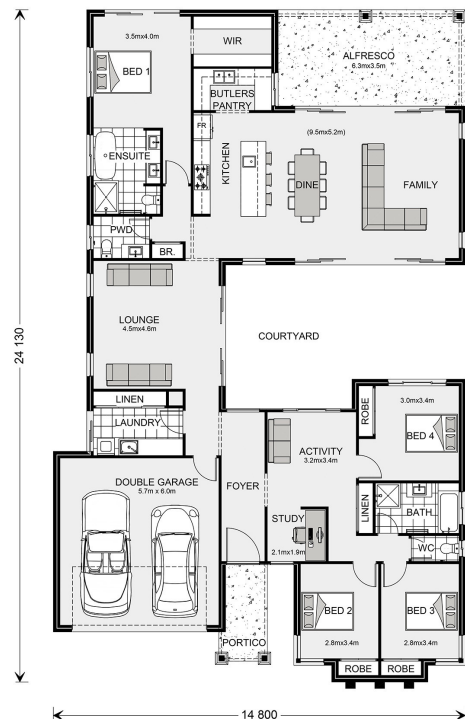 3.5mx4.0m
WIR
BED 1
ALFRESCO
6.3mx3.5m
BUTLERS
PANTRY
FR
(9.5mx5.2m)
ENSUITE
KITCHEN
DINE
FAMILY
PWD
BR.
LOUNGE
4.5mx4.6m
COURTYARD
24 130
LINEN
LAUNDRY
ROBE
3.0mx3.4m
BED 4
ACTIVITY
3.2mx3.4m
DOUBLE GARAGE
5.7m x 6.0m
FOYER
LINEN
BATH
STUDY
2.1mx1.9m
WC
BED 2
2.8mx3.4m
BED 3
2.8mx3.4m
PORTICO
ROBE
ROBE
14 800